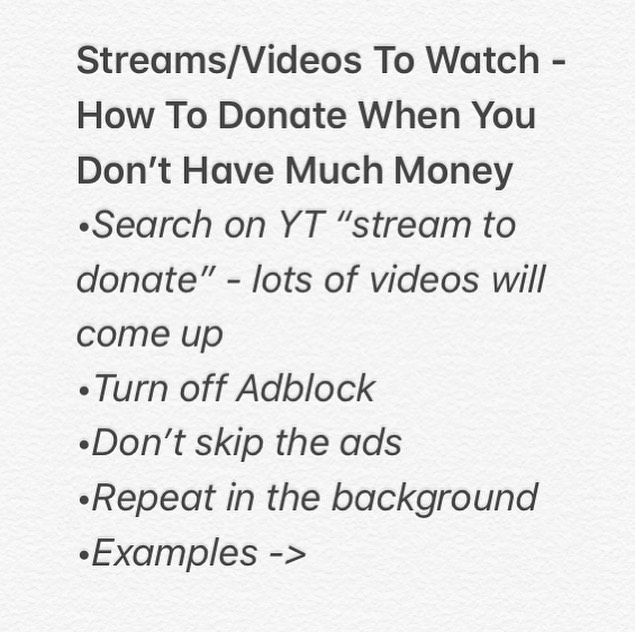 Streams/Videos To Watch -
How To Donate When You
Don’t Have Much Money
•Search on YT “stream to
donate” - lots of videos will
come up
•Turn off Adblock
•Don’t skip the ads
•Repeat in the background
•Examples ->